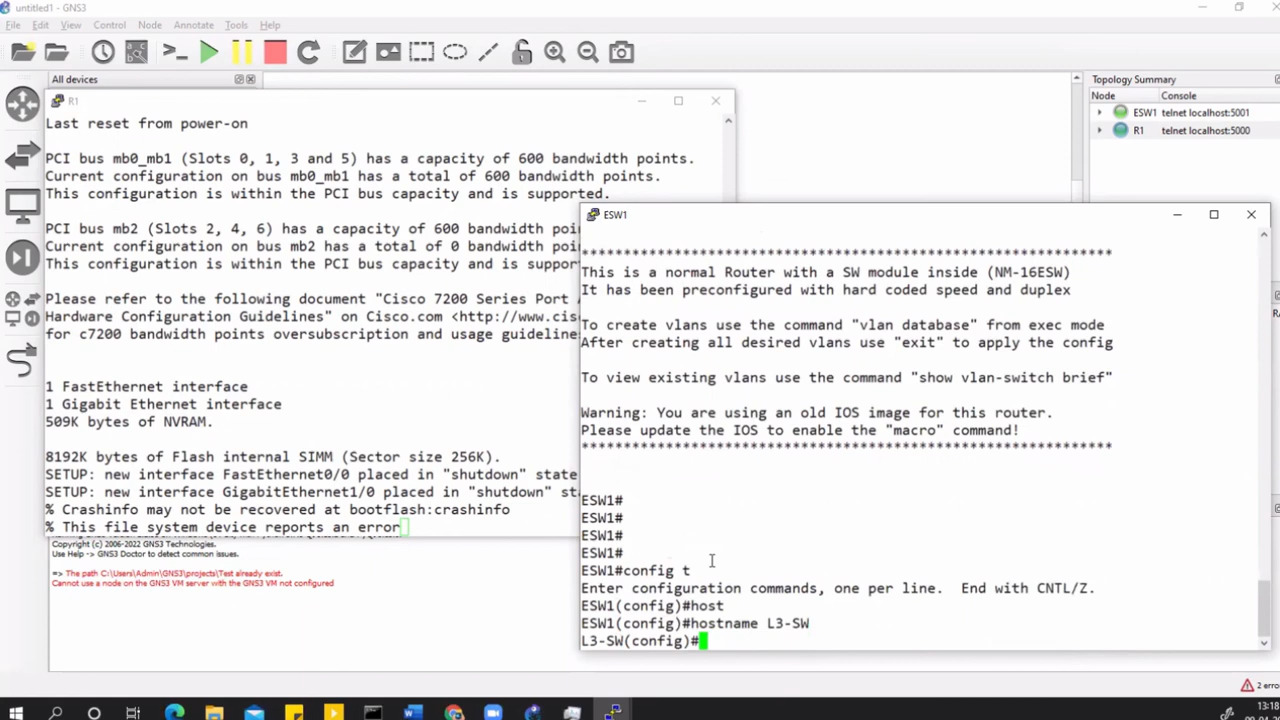 untitled1 - GNS3
File Edit View Control Node Annotate Tools Help
All devices
Topology Summary
Node Console
ESW1 telnet localhost:5001
R1 telnet localhost:5000
R1
Last reset from power-on
PCI bus mb0_mb1 (Slots 0, 1, 3 and 5) has a capacity of 600 bandwidth points.
Current configuration on bus mb0_mb1 has a total of 600 bandwidth points.
This configuration is within the PCI bus capacity and is supported.
PCI bus mb2 (Slots 2, 4, 6) has a capacity of 600 bandwidth poi
Current configuration on bus mb2 has a total of 0 bandwidth poi
This configuration is within the PCI bus capacity and is suppor
Please refer to the following document "Cisco 7200 Series Port A
Hardware Configuration Guidelines" on Cisco.com <http://www.cis
for c7200 bandwidth points oversubscription and usage guideline
1 FastEthernet interface
1 Gigabit Ethernet interface
509K bytes of NVRAM.
8192K bytes of Flash internal SIMM (Sector size 256K).
SETUP: new interface FastEthernet0/0 placed in "shutdown" state
SETUP: new interface GigabitEthernet1/0 placed in "shutdown" sta
% Crashinfo may not be recovered at bootflash:crashinfo
% This file system device reports an error
Copyright (c) 2006-2022 GNS3 Technologies.
Use Help -> GNS3 Doctor to detect common issues.
=> The path C:\Users\Admin\GNS3\projects\Test already exist.
Cannot use a node on the GNS3 VM server with the GNS3 VM not configured
ESW1
****************************************************************
This is a normal Router with a SW module inside (NM-16ESW)
It has been preconfigured with hard coded speed and duplex
To create vlans use the command "vlan database" from exec mode
After creating all desired vlans use "exit" to apply the config
To view existing vlans use the command "show vlan-switch brief"
Warning: You are using an old IOS image for this router.
Please update the IOS to enable the "macro" command!
****************************************************************
ESW1#
ESW1#
ESW1#
ESW1#
ESW1#config t
Enter configuration commands, one per line. End with CNTL/Z.
ESW1(config)#host
ESW1(config)#hostname L3-SW
L3-SW(config)#
2 erro
13:18